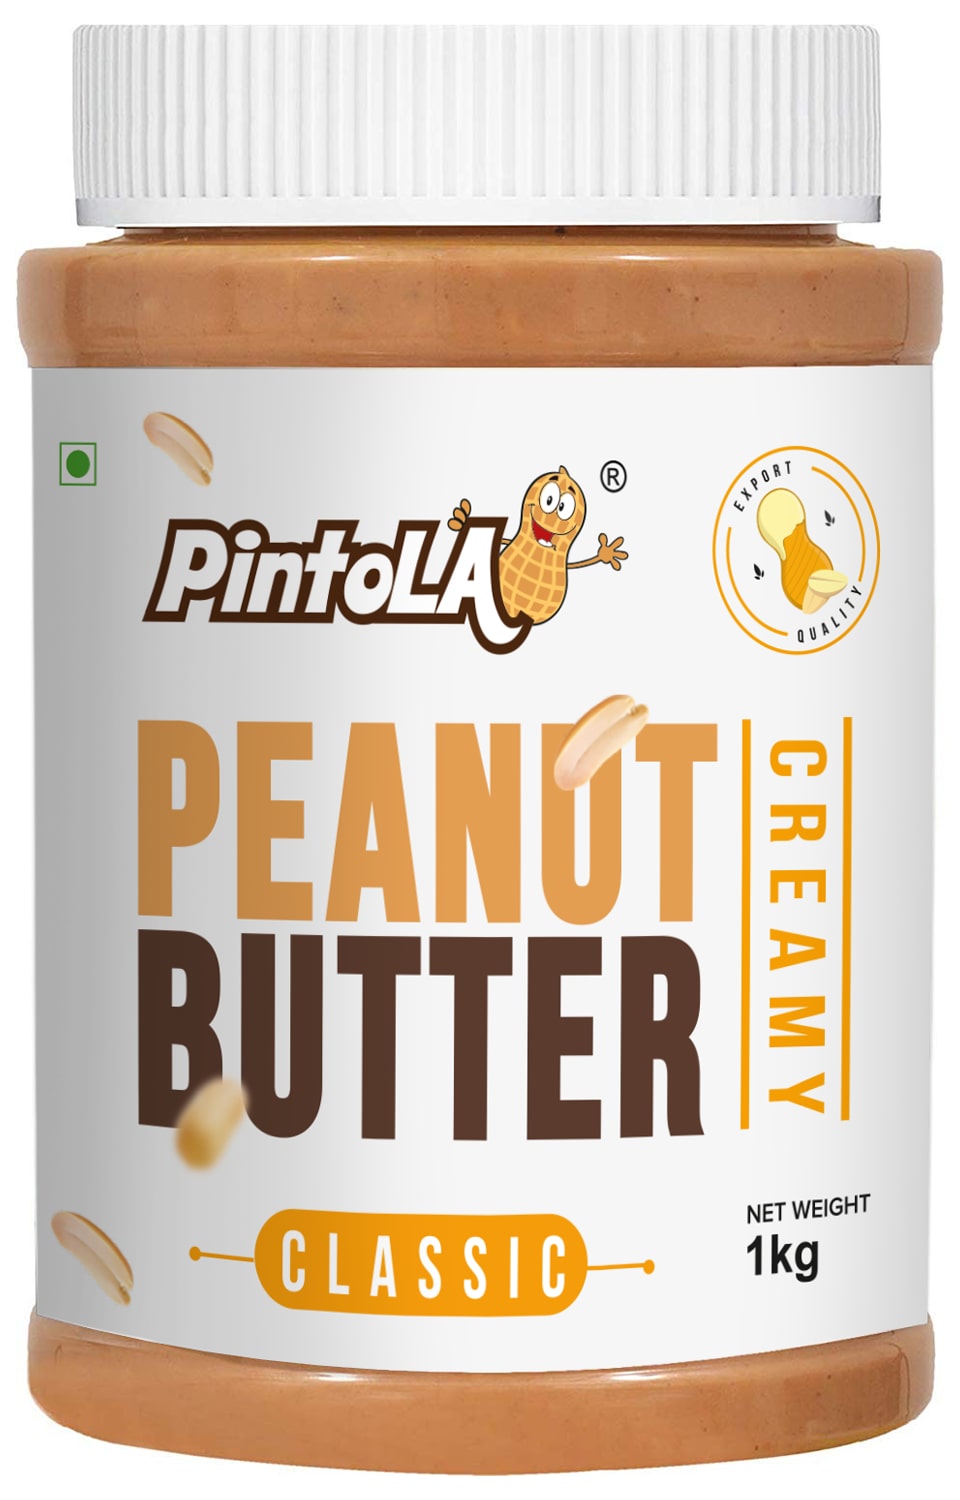 PintoLA ®
EXPORT
QUALITY
PEANUT
BUTTER
CREAMY
CLASSIC
NET WEIGHT
1kg